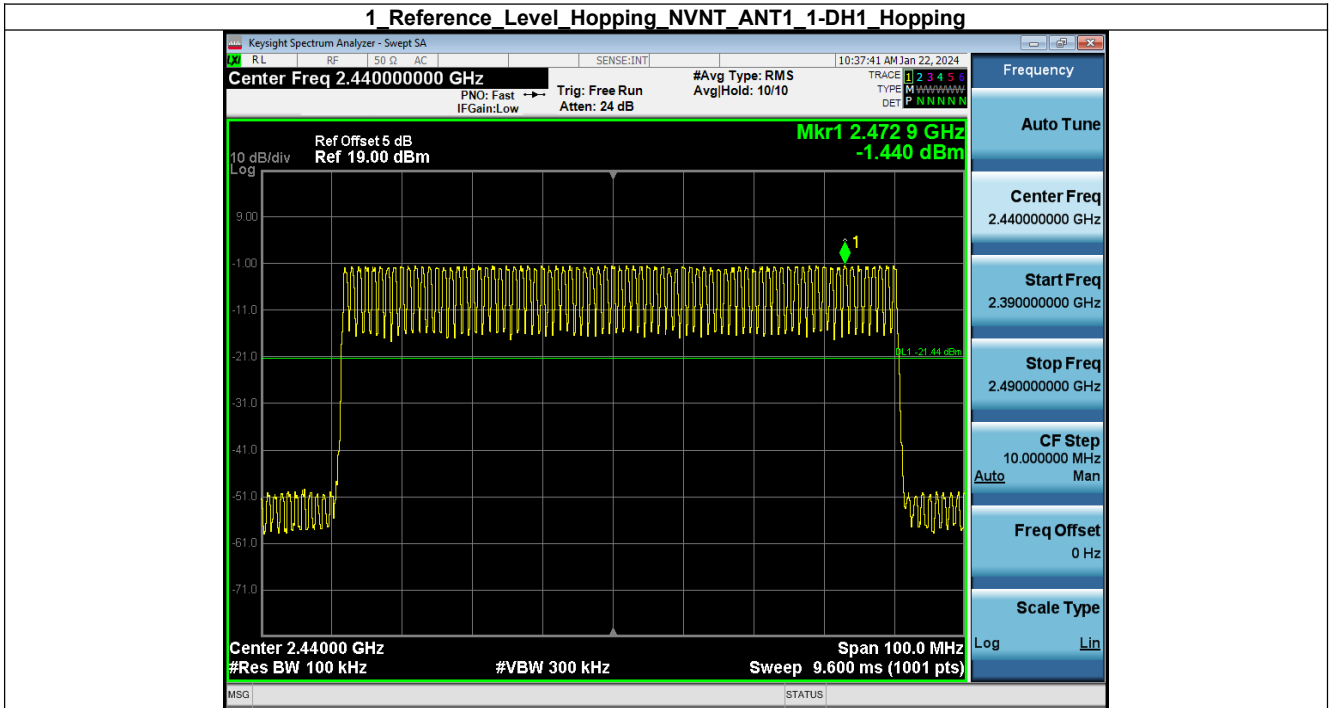 1_Reference_Level_Hopping_NVNT_ANT1_1-DH1_Hopping
Keysight Spectrum Analyzer - Swept SA
LXI RL RF 50 Ω AC SENSE:INT 10:37:41 AM Jan 22, 2024
Center Freq 2.440000000 GHz
PNO: Fast
IFGain:Low
Trig: Free Run
Atten: 24 dB
#Avg Type: RMS
Avg|Hold: 10/10
TRACE 1 2 3 4 5 6
TYPE M WWWWW
DET P N N N N N
Mkr1 2.472 9 GHz
-1.440 dBm
Ref Offset 5 dB
10 dB/div Ref 19.00 dBm
Log
9.00
-1.00
-11.0
-21.0
-31.0
-41.0
-51.0
-61.0
-71.0
1
DL1 -21.44 dBm
Center 2.44000 GHz Span 100.0 MHz
#Res BW 100 kHz #VBW 300 kHz Sweep 9.600 ms (1001 pts)
MSG STATUS
Frequency
Auto Tune
Center Freq
2.440000000 GHz
Start Freq
2.390000000 GHz
Stop Freq
2.490000000 GHz
CF Step
10.000000 MHz
Auto Man
Freq Offset
0 Hz
Scale Type
Log Lin